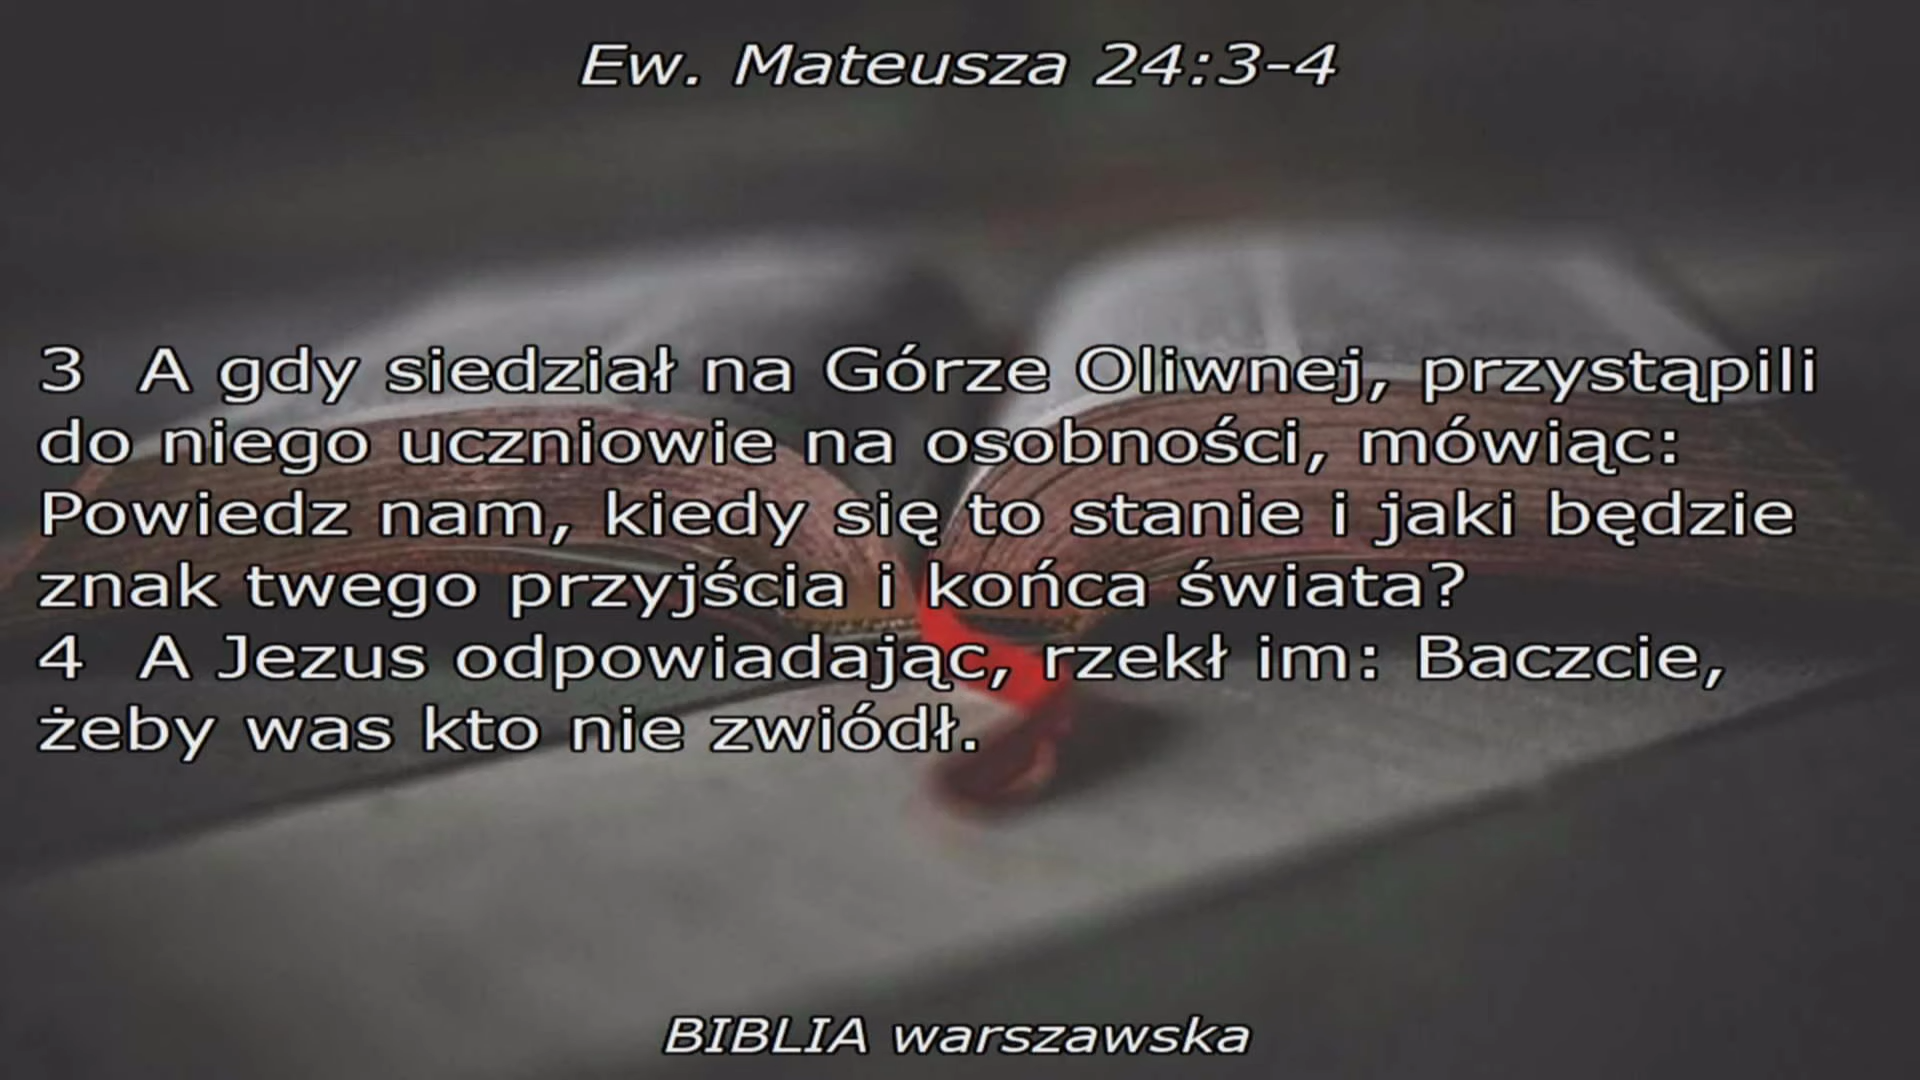 Ew. Mateusza 24:3-4
3 A gdy siedział na Górze Oliwnej, przystąpili
do niego uczniowie na osobności, mówiąc:
Powiedz nam, kiedy się to stanie i jaki będzie
znak twego przyjścia i końca świata?
4 A Jezus odpowiadając, rzekł im: Baczcie,
żeby was kto nie zwiódł.
BIBLIA warszawska